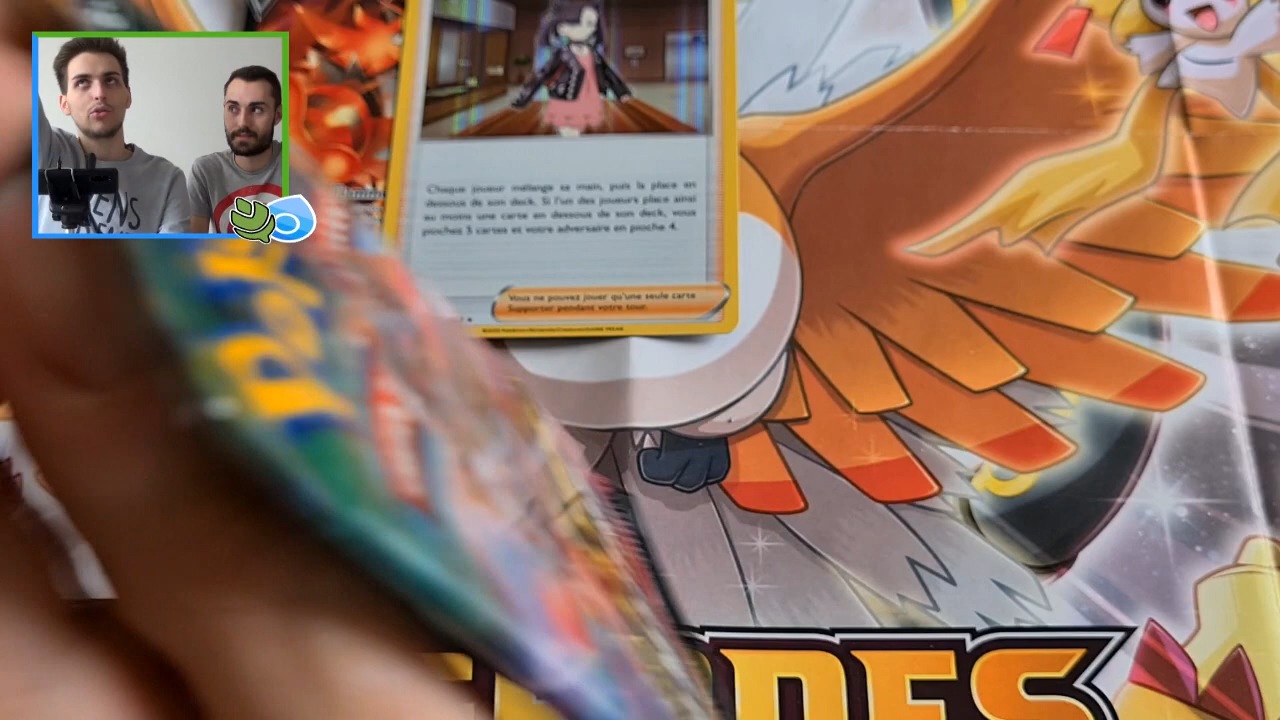 ENS
Chaque joueur mélange sa main, puis la place en
dessous de son deck. Si l'un des joueurs place ainsi
au moins une carte en dessous de son deck, vous
piochez 5 cartes et votre adversaire en pioche 4.
Vous ne pouvez jouer qu'une seule carte
Supporter pendant votre tour.
DES